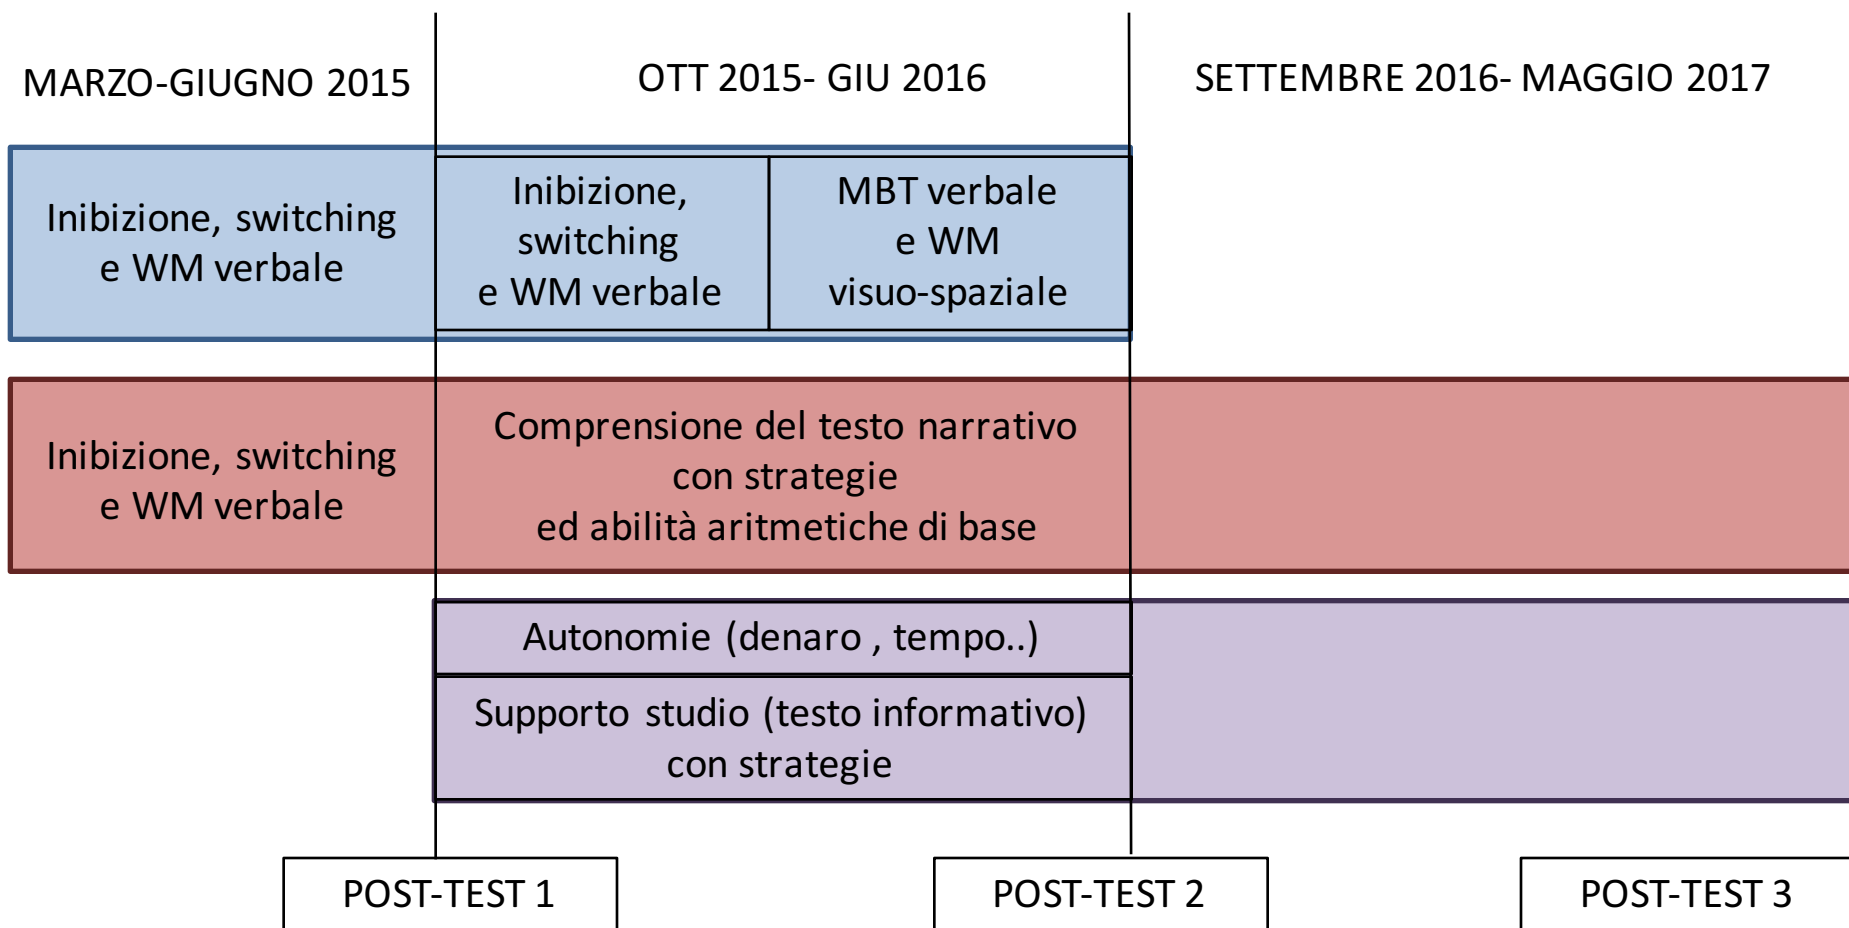 MARZO-GIUGNO 2015
OTT 2015- GIU 2016
SETTEMBRE 2016- MAGGIO 2017
Inibizione, switching
e WM verbale
Inibizione,
switching
e WM verbale
MBT verbale
e WM
visuo-spaziale
Inibizione, switching
e WM verbale
Comprensione del testo narrativo
con strategie
ed abilità aritmetiche di base
Autonomie (denaro , tempo..)
Supporto studio (testo informativo)
con strategie
POST-TEST 1
POST-TEST 2
POST-TEST 3